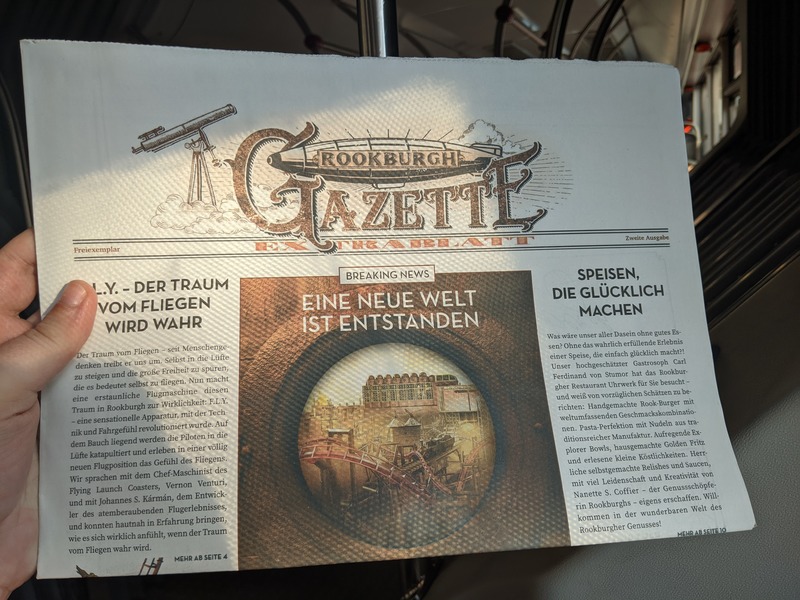 ROOKBURGH
GAZETTE
EXTRABLATT
Freiexemplar
Zweite Ausgabe
L.Y. – DER TRAUM
VOM FLIEGEN
WIRD WAHR
Der Traum vom Fliegen – seit Menschenge-
denken treibt er uns um. Selbst in die Lüfte
zu steigen und die große Freiheit zu spüren,
die es bedeutet selbst zu fliegen. Nun macht
eine erstaunliche Flugmaschine diesen
Traum in Rookburgh zur Wirklichkeit: F.L.Y.
– eine sensationelle Apparatur, mit der Tech
nik und Fahrgefühl revolutioniert wurde. Auf
dem Bauch liegend werden die Piloten in die
Lüfte katapultiert und erleben in einer völlig
neuen Flugposition das Gefühl des Fliegens.
Wir sprachen mit dem Chef-Maschinist des
Flying Launch Coasters, Vernon Venturi,
und mit Johannes S. Kármán, dem Entwick-
ler des atemberaubenden Flugerlebnisses,
und konnten hautnah in Erfahrung bringen,
wie es sich wirklich anfühlt, wenn der Traum
vom Fliegen wahr wird.
MEHR AB SEITE 4
BREAKING NEWS
EINE NEUE WELT
IST ENTSTANDEN
SPEISEN,
DIE GLÜCKLICH
MACHEN
Was wäre unser aller Dasein ohne gutes Es-
sen? Ohne das wahrlich erfüllende Erlebnis
einer Speise, die einfach glücklich macht?!
Unser hochgeschätzter Gastrosoph Carl
Ferdinand von Stumor hat das Rookbur-
gher Restaurant Uhrwerk für Sie besucht –
und weiß von vorzüglichen Schätzen zu be-
richten: Handgemachte Rook-Burger mit
weltumfassenden Geschmackskombinatio-
nen. Pasta-Perfektion mit Nudeln aus tra-
ditionsreicher Manufaktur. Aufregende Ex-
plorer Bowls, hausgemachte Golden Fritz
und erlesene kleine Köstlichkeiten. Herr-
liche selbstgemachte Relishes und Saucen,
mit viel Leidenschaft und Kreativität von
Nanette S. Coffier – der Genussschöpfe-
rin Rookburghs – eigens erschaffen. Will-
kommen in der wunderbaren Welt des
Rookburgher Genusses!
MEHR AB SEITE 10